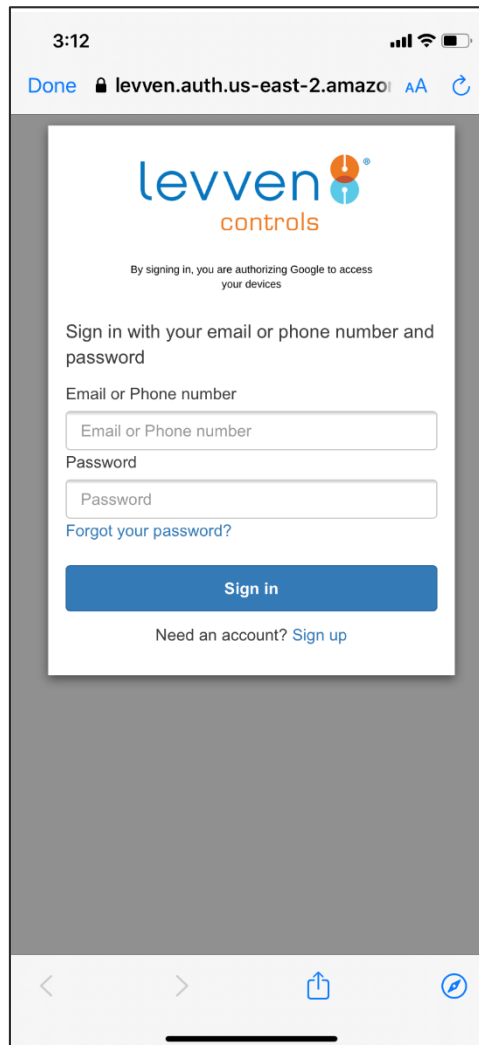 3:12
Done levven.auth.us-east-2.amazo AA
levven®
controls
By signing in, you are authorizing Google to access
your devices
Sign in with your email or phone number and
password
Email or Phone number
Email or Phone number
Password
Password
Forgot your password?
Sign in
Need an account? Sign up